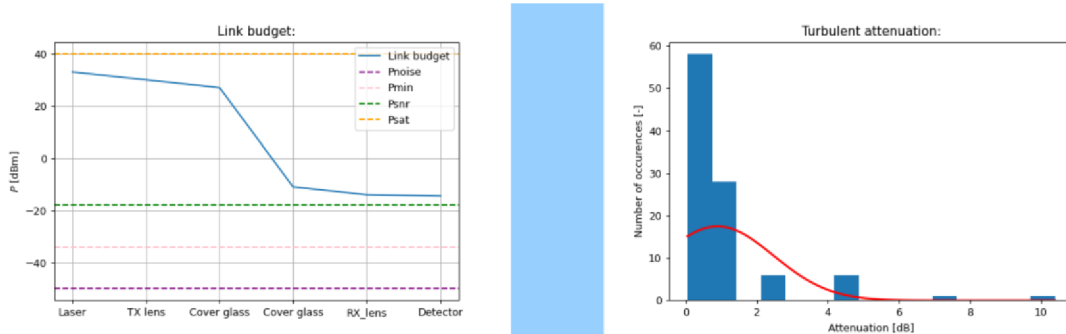 Link budget:
40
20
0
−20
−40
P [dBm]
Link budget
Pnoise
Pmin
Psnr
Psat
Laser TX lens Cover glass Cover glass RX_lens Detector
Turbulent attenuation:
60
50
40
30
20
10
0
Number of occurences [-]
0 2 4 6 8 10
Attenuation [dB]